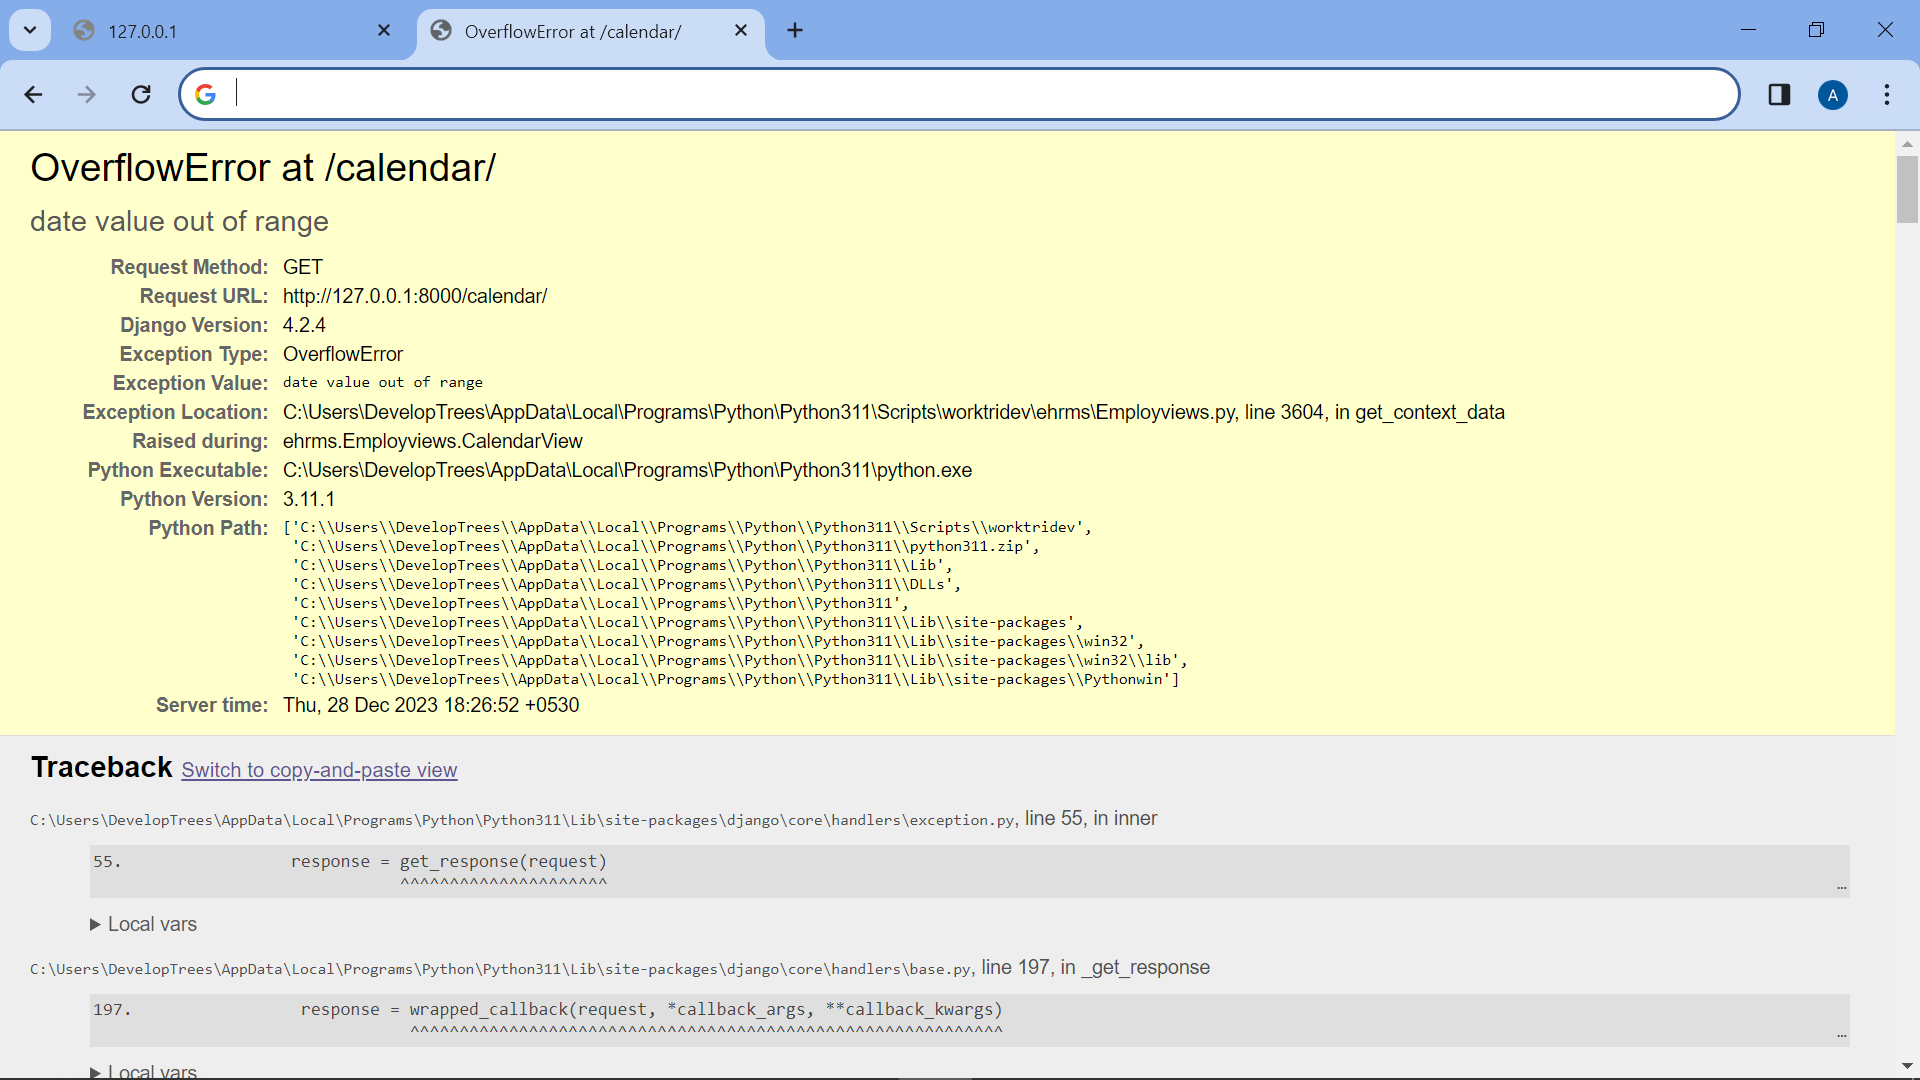 127.0.0.1
OverflowError at /calendar/
A
OverflowError at /calendar/
date value out of range
Request Method: GET
Request URL: http://127.0.0.1:8000/calendar/
Django Version: 4.2.4
Exception Type: OverflowError
Exception Value: date value out of range
Exception Location: C:\Users\DevelopTrees\AppData\Local\Programs\Python\Python311\Scripts\worktridev\ehrms\Employviews.py, line 3604, in get_context_data
Raised during: ehrms.Employviews.CalendarView
Python Executable: C:\Users\DevelopTrees\AppData\Local\Programs\Python\Python311\python.exe
Python Version: 3.11.1
Python Path: ['C:\\Users\\DevelopTrees\\AppData\\Local\\Programs\\Python\\Python311\\Scripts\\worktridev',
'C:\\Users\\DevelopTrees\\AppData\\Local\\Programs\\Python\\Python311\\python311.zip',
'C:\\Users\\DevelopTrees\\AppData\\Local\\Programs\\Python\\Python311\\Lib',
'C:\\Users\\DevelopTrees\\AppData\\Local\\Programs\\Python\\Python311\\DLLs',
'C:\\Users\\DevelopTrees\\AppData\\Local\\Programs\\Python\\Python311',
'C:\\Users\\DevelopTrees\\AppData\\Local\\Programs\\Python\\Python311\\Lib\\site-packages',
'C:\\Users\\DevelopTrees\\AppData\\Local\\Programs\\Python\\Python311\\Lib\\site-packages\\win32',
'C:\\Users\\DevelopTrees\\AppData\\Local\\Programs\\Python\\Python311\\Lib\\site-packages\\win32\\lib',
'C:\\Users\\DevelopTrees\\AppData\\Local\\Programs\\Python\\Python311\\Lib\\site-packages\\Pythonwin']
Server time: Thu, 28 Dec 2023 18:26:52 +0530
Traceback Switch to copy-and-paste view
C:\Users\DevelopTrees\AppData\Local\Programs\Python\Python311\Lib\site-packages\django\core\handlers\exception.py, line 55, in inner
55. response = get_response(request)
^^^^^^^^^^^^^^^^^^^^^ …
Local vars
C:\Users\DevelopTrees\AppData\Local\Programs\Python\Python311\Lib\site-packages\django\core\handlers\base.py, line 197, in _get_response
197. response = wrapped_callback(request, *callback_args, **callback_kwargs)
^^^^^^^^^^^^^^^^^^^^^^^^^^^^^^^^^^^^^^^^^^^^^^^^^^^^^^^^^^^^ …
Local vars